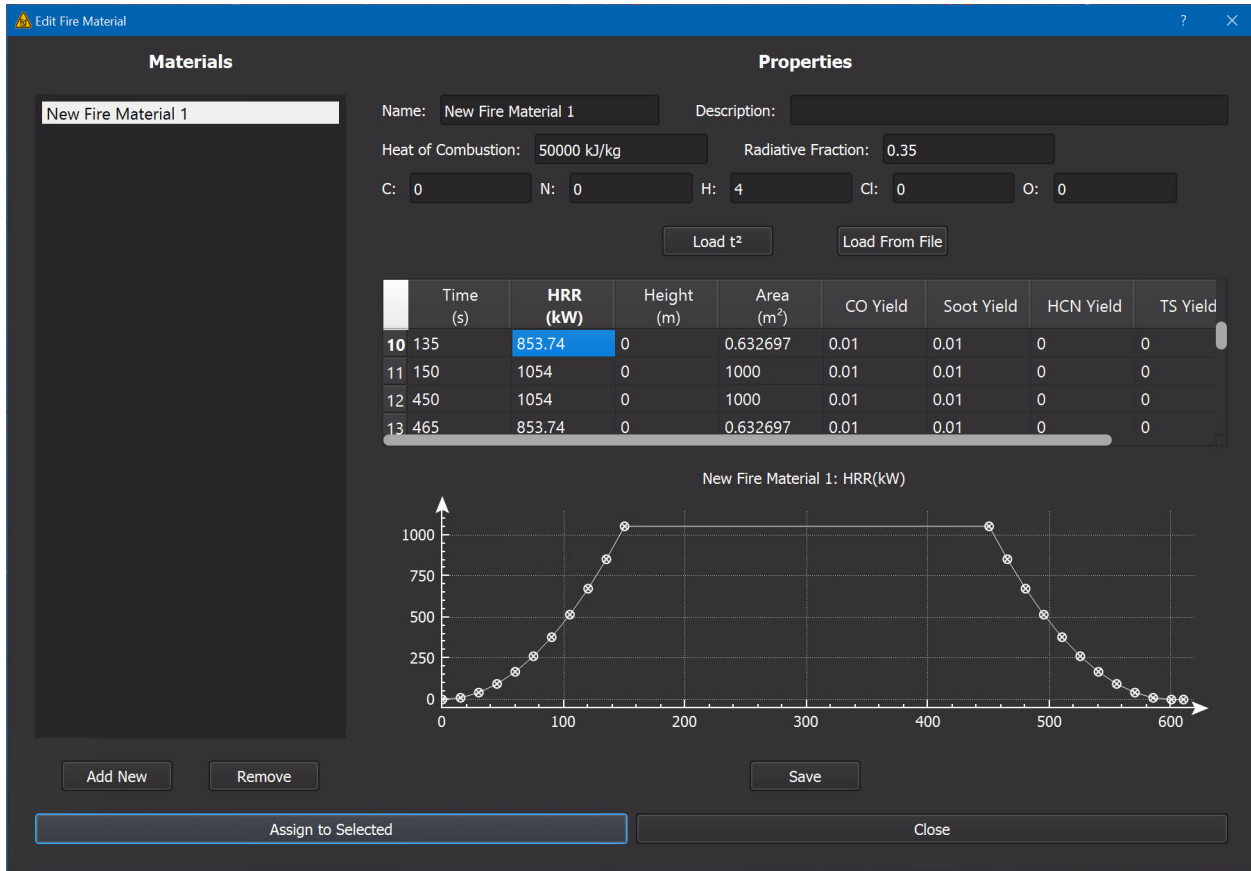 Edit Fire Material
?
Materials
Properties
New Fire Material 1
Name: New Fire Material 1 Description:
Heat of Combustion: 50000 kJ/kg Radiative Fraction: 0.35
C: 0 N: 0 H: 4 Cl: 0 O: 0
Load t² Load From File
Time (s) HRR (kW) Height (m) Area (m²) CO Yield Soot Yield HCN Yield TS Yield
10 135 853.74 0 0.632697 0.01 0.01 0 0
11 150 1054 0 1000 0.01 0.01 0 0
12 450 1054 0 1000 0.01 0.01 0 0
13 465 853.74 0 0.632697 0.01 0.01 0 0
New Fire Material 1: HRR(kW)
1000
750
500
250
0
0 100 200 300 400 500 600
Add New Remove Save
Assign to Selected Close